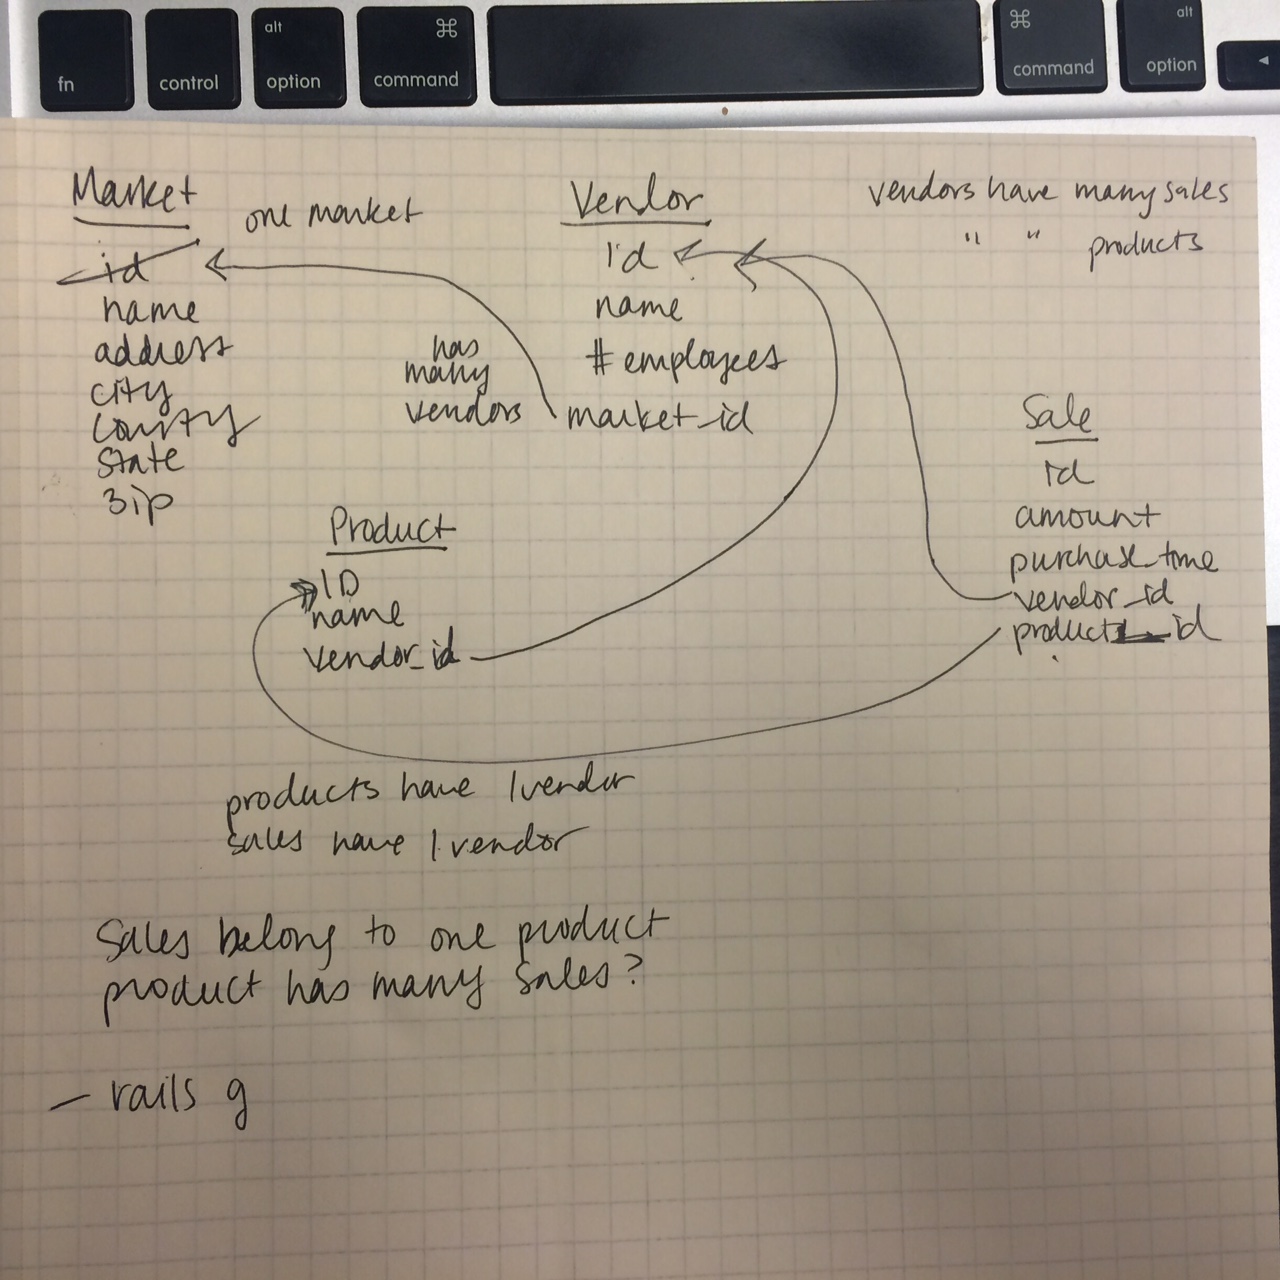 fn
control
alt
option
⌘
command
⌘
command
alt
option
◄
Market
id
name
address
city
county
state
zip
one market
has
many
vendors
Vendor
id
name
# employees
market_id
vendors have many sales
" " products
Sale
id
amount
purchase_time
vendor_id
product_id
Product
ID
name
vendor_id
products have 1 vendor
sales have 1 vendor
Sales belong to one product
product has many sales?
- rails g